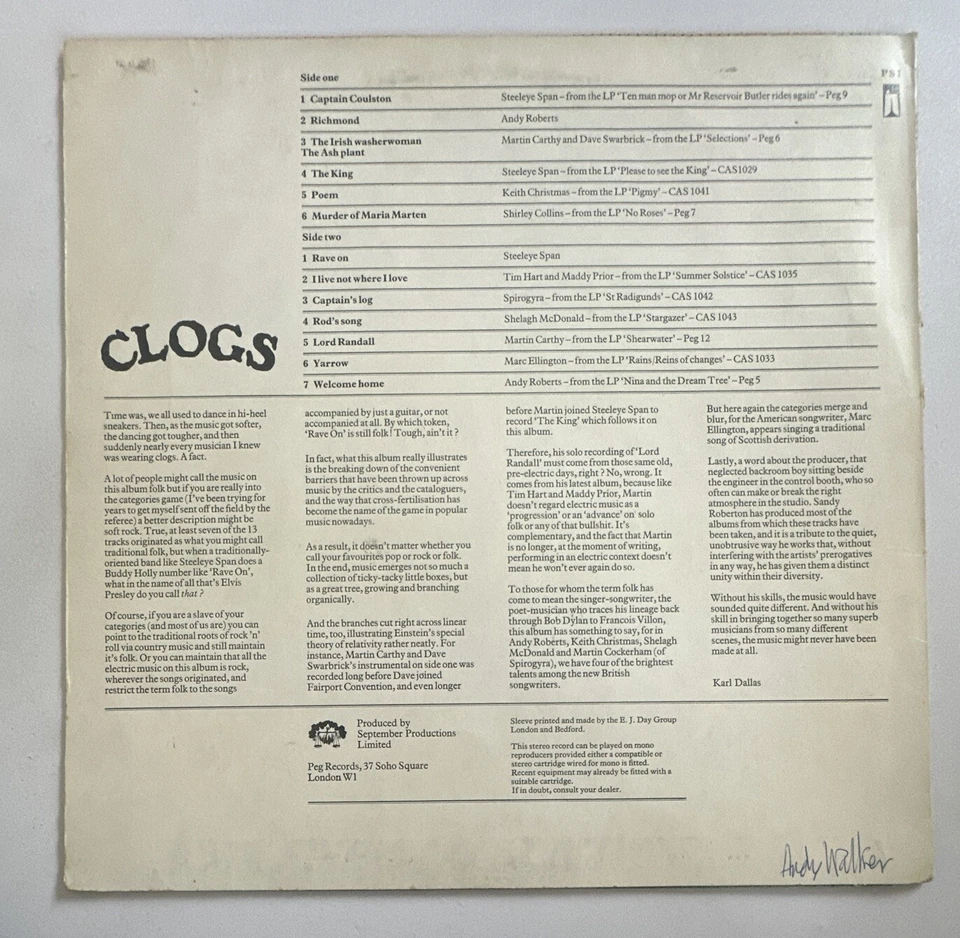 PS 1
Side one
1 Captain Coulston Steeleye Span – from the LP 'Ten man mop or Mr Reservoir Butler rides again' – Peg 9
2 Richmond Andy Roberts
3 The Irish washerwoman Martin Carthy and Dave Swarbrick – from the LP 'Selections' – Peg 6
The Ash plant
4 The King Steeleye Span – from the LP 'Please to see the King' – CAS1029
5 Poem Keith Christmas – from the LP 'Pigmy' – CAS 1041
6 Murder of Maria Marten Shirley Collins – from the LP 'No Roses' – Peg 7
Side two
1 Rave on Steeleye Span
2 I live not where I love Tim Hart and Maddy Prior – from the LP 'Summer Solstice' – CAS 1035
3 Captain's log Spirogyra – from the LP 'St Radigunds' – CAS 1042
4 Rod's song Shelagh McDonald – from the LP 'Stargazer' – CAS 1043
5 Lord Randall Martin Carthy – from the LP 'Shearwater' – Peg 12
6 Yarrow Marc Ellington – from the LP 'Rains/Reins of changes' – CAS 1033
7 Welcome home Andy Roberts – from the LP 'Nina and the Dream Tree' – Peg 5
CLOGS
Time was, we all used to dance in hi-heel
sneakers. Then, as the music got softer,
the dancing got tougher, and then
suddenly nearly every musician I knew
was wearing clogs. A fact.
A lot of people might call the music on
this album folk but if you are really into
the categories game (I've been trying for
years to get myself sent off the field by the
referee) a better description might be
soft rock. True, at least seven of the 13
tracks originated as what you might call
traditional folk, but when a traditionally-
oriented band like Steeleye Span does a
Buddy Holly number like 'Rave On',
what in the name of all that's Elvis
Presley do you call that ?
Of course, if you are a slave of your
categories (and most of us are) you can
point to the traditional roots of rock 'n'
roll via country music and still maintain
it's folk. Or you can maintain that all the
electric music on this album is rock,
wherever the songs originated, and
restrict the term folk to the songs
accompanied by just a guitar, or not
accompanied at all. By which token,
'Rave On' is still folk! Tough, ain't it ?
In fact, what this album really illustrates
is the breaking down of the convenient
barriers that have been thrown up across
music by the critics and the cataloguers,
and the way that cross-fertilisation has
become the name of the game in popular
music nowadays.
As a result, it doesn't matter whether you
call your favourites pop or rock or folk.
In the end, music emerges not so much a
collection of ticky-tacky little boxes, but
as a great tree, growing and branching
organically.
And the branches cut right across linear
time, too, illustrating Einstein's special
theory of relativity rather neatly. For
instance, Martin Carthy and Dave
Swarbrick's instrumental on side one was
recorded long before Dave joined
Fairport Convention, and even longer
before Martin joined Steeleye Span to
record 'The King' which follows it on
this album.
Therefore, his solo recording of 'Lord
Randall' must come from those same old,
pre-electric days, right ? No, wrong. It
comes from his latest album, because like
Tim Hart and Maddy Prior, Martin
doesn't regard electric music as a
'progression' or an 'advance' on solo
folk or any of that bullshit. It's
complementary, and the fact that Martin
is no longer, at the moment of writing,
performing in an electric context doesn't
mean he won't ever again do so.
To those for whom the term folk has
come to mean the singer-songwriter, the
poet-musician who traces his lineage back
through Bob Dylan to Francois Villon,
this album has something to say, for in
Andy Roberts, Keith Christmas, Shelagh
McDonald and Martin Cockerham (of
Spirogyra), we have four of the brightest
talents among the new British
songwriters.
But here again the categories merge and
blur, for the American songwriter, Marc
Ellington, appears singing a traditional
song of Scottish derivation.
Lastly, a word about the producer, that
neglected backroom boy sitting beside
the engineer in the control booth, who so
often can make or break the right
atmosphere in the studio. Sandy
Roberton has produced most of the
albums from which these tracks have
been taken, and it is a tribute to the quiet,
unobtrusive way he works that, without
interfering with the artists' prerogatives
in any way, he has given them a distinct
unity within their diversity.
Without his skills, the music would have
sounded quite different. And without his
skill in bringing together so many superb
musicians from so many different
scenes, the music might never have been
made at all.
Karl Dallas
Produced by
September Productions
Limited
Peg Records, 37 Soho Square
London W1
Sleeve printed and made by the E. J. Day Group
London and Bedford.
This stereo record can be played on mono
reproducers provided either a compatible or
stereo cartridge wired for mono is fitted.
Recent equipment may already be fitted with a
suitable cartridge.
If in doubt, consult your dealer.
Andy Walker